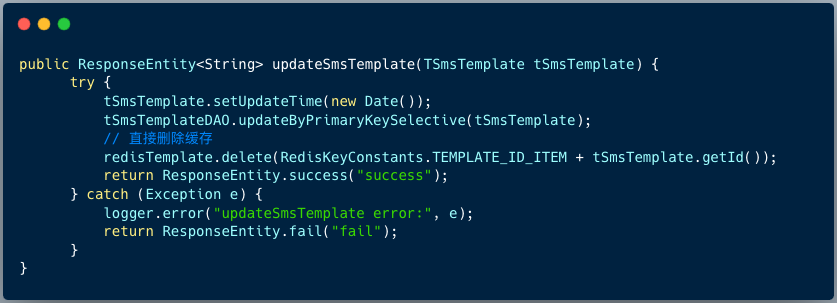 public ResponseEntity<String> updateSmsTemplate(TSmsTemplate tSmsTemplate) {
try {
tSmsTemplate.setUpdateTime(new Date());
tSmsTemplateDAO.updateByPrimaryKeySelective(tSmsTemplate);
// 直接删除缓存
redisTemplate.delete(RedisKeyConstants.TEMPLATE_ID_ITEM + tSmsTemplate.getId());
return ResponseEntity.success("success");
} catch (Exception e) {
logger.error("updateSmsTemplate error:", e);
return ResponseEntity.fail("fail");
}
}